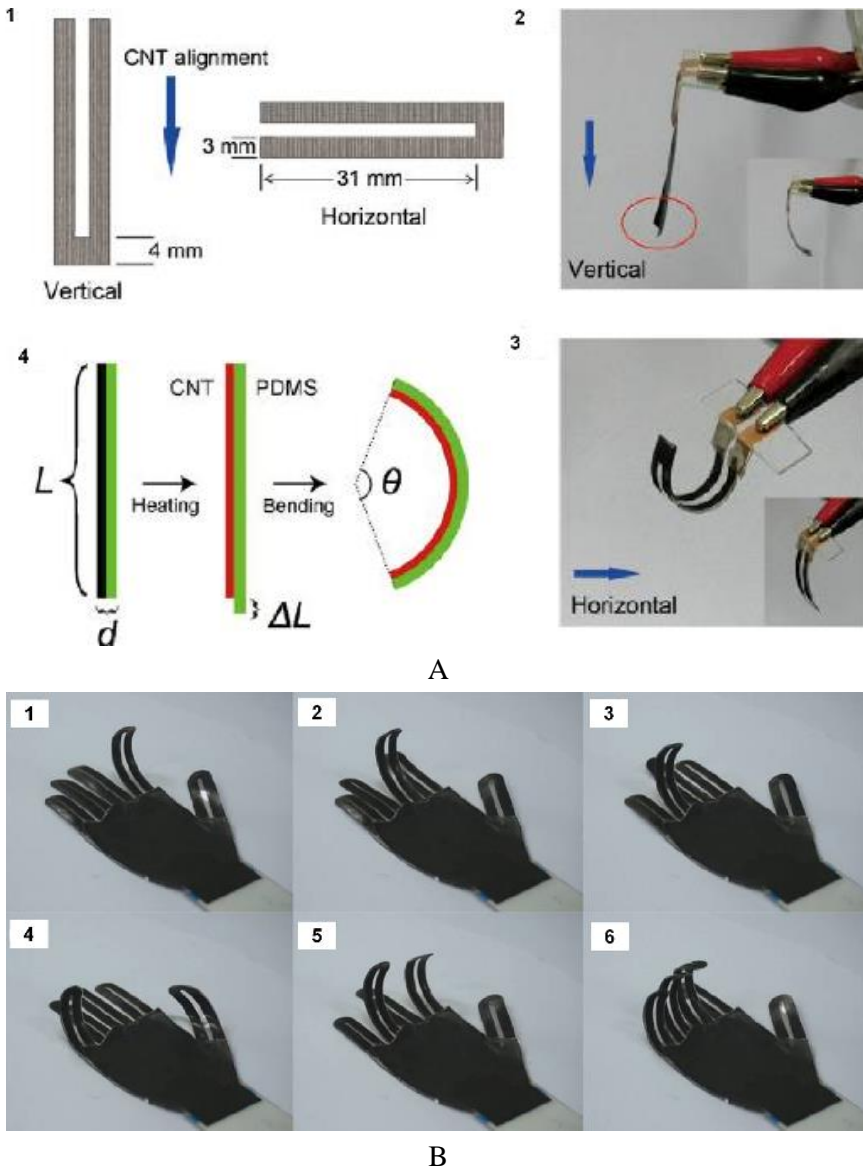 1
CNT alignment
3 mm
31 mm
Horizontal
4 mm
Vertical
2
Vertical
4
L
d
Heating
CNT PDMS
ΔL
Bending
θ
3
Horizontal
A
1
2
3
4
5
6
B